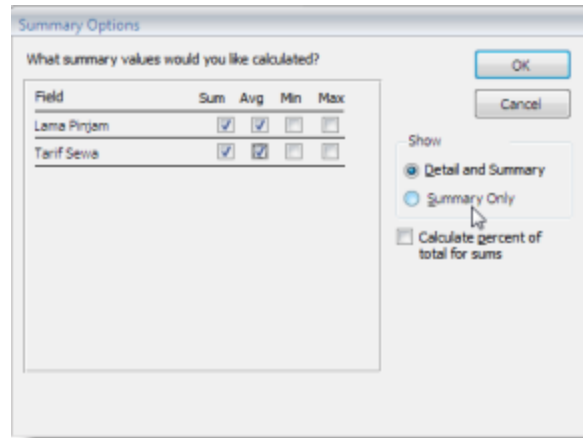 Summary Options
What summary values would you like calculated?
Field Sum Avg Min Max
Lama Pinjam
Tarif Sewa
OK
Cancel
Show
Detail and Summary
Summary Only
Calculate percent of
total for sums